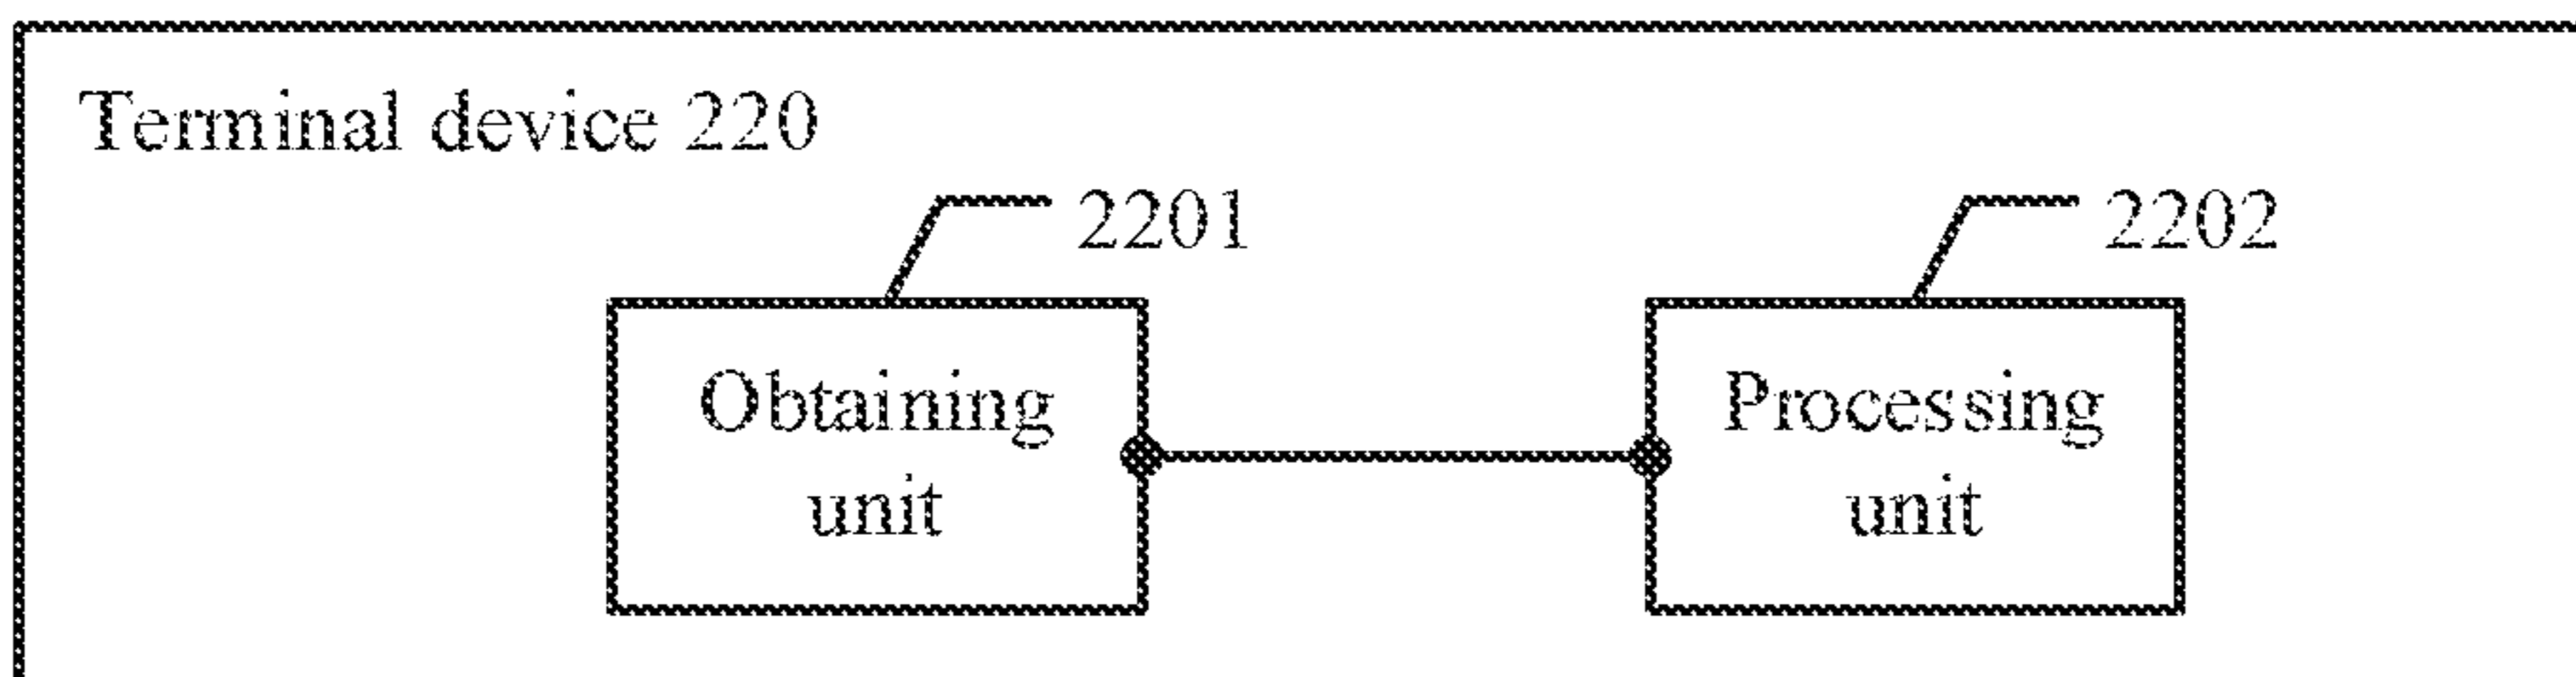 Terminal device 220
2201
2202
Obtaining
unit
Processing
unit